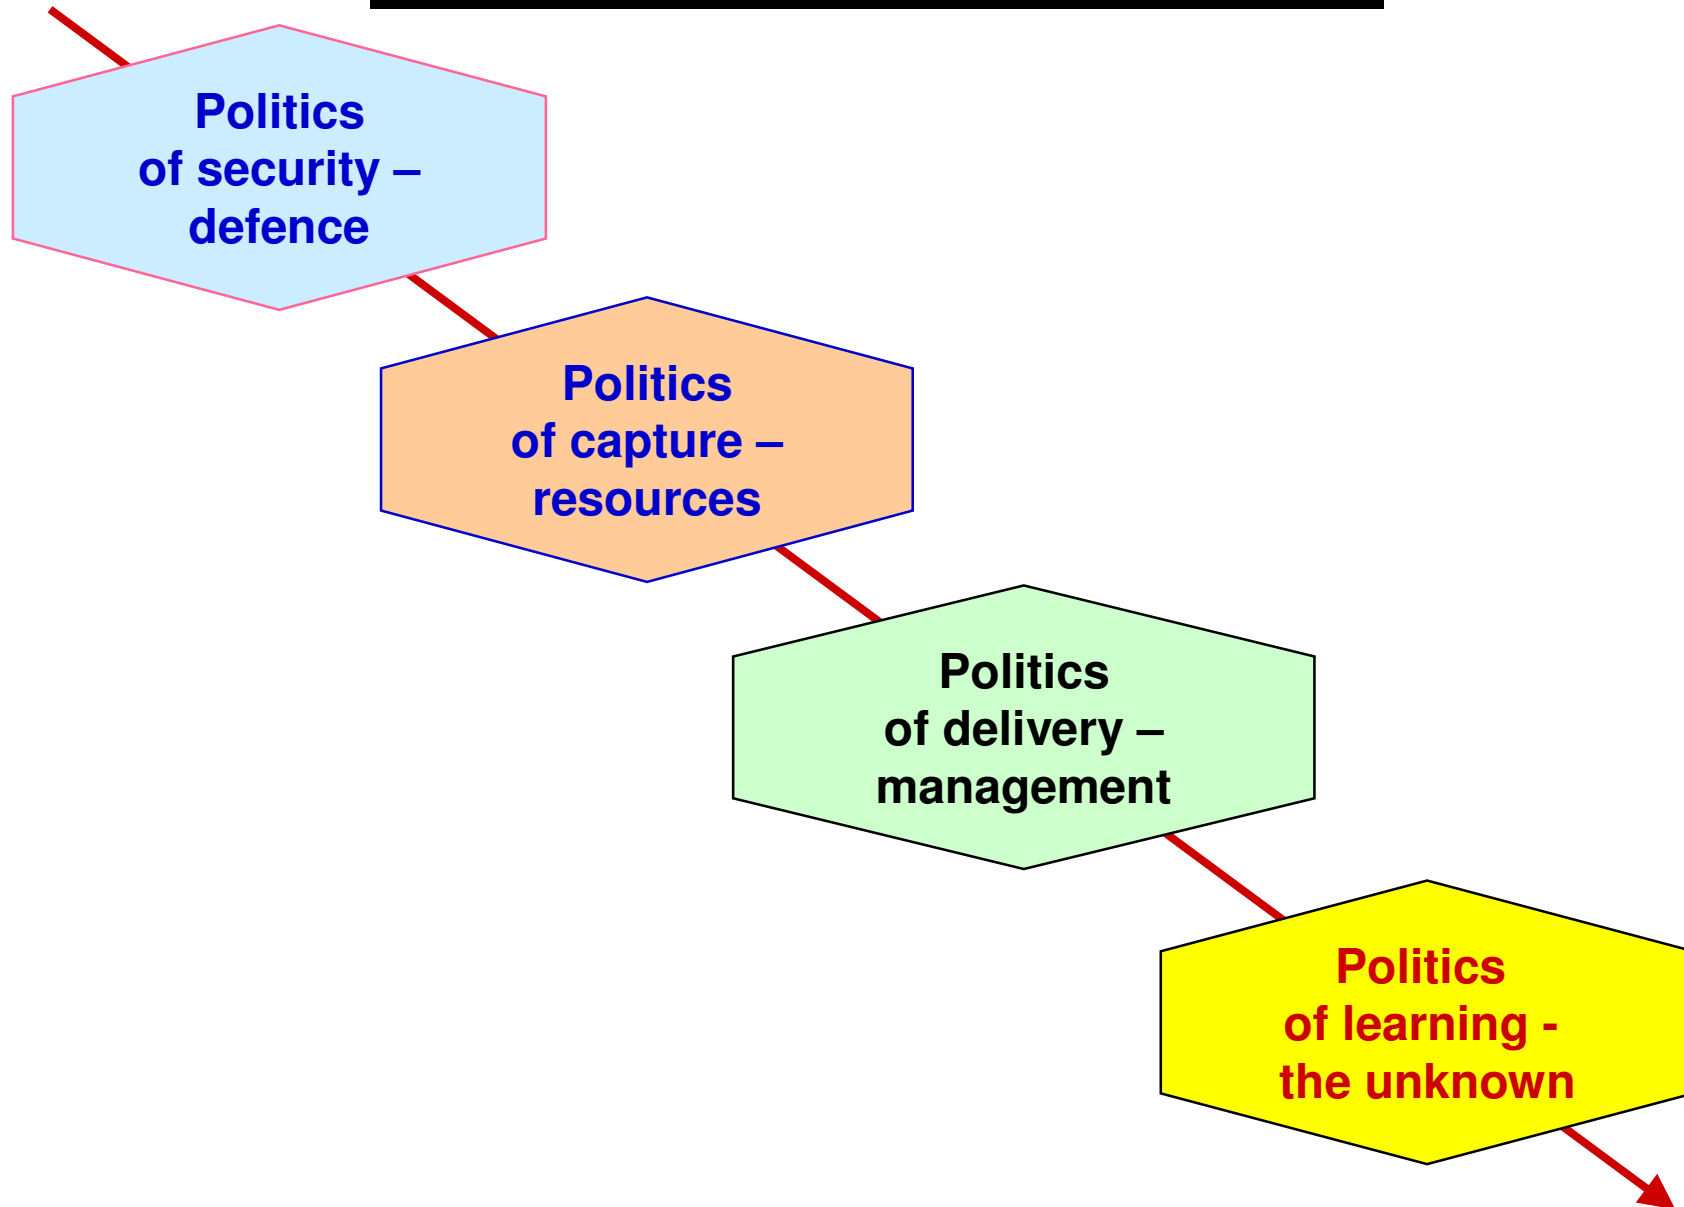 Politics
of security –
defence
Politics
of capture –
resources
Politics
of delivery –
management
Politics
of learning -
the unknown